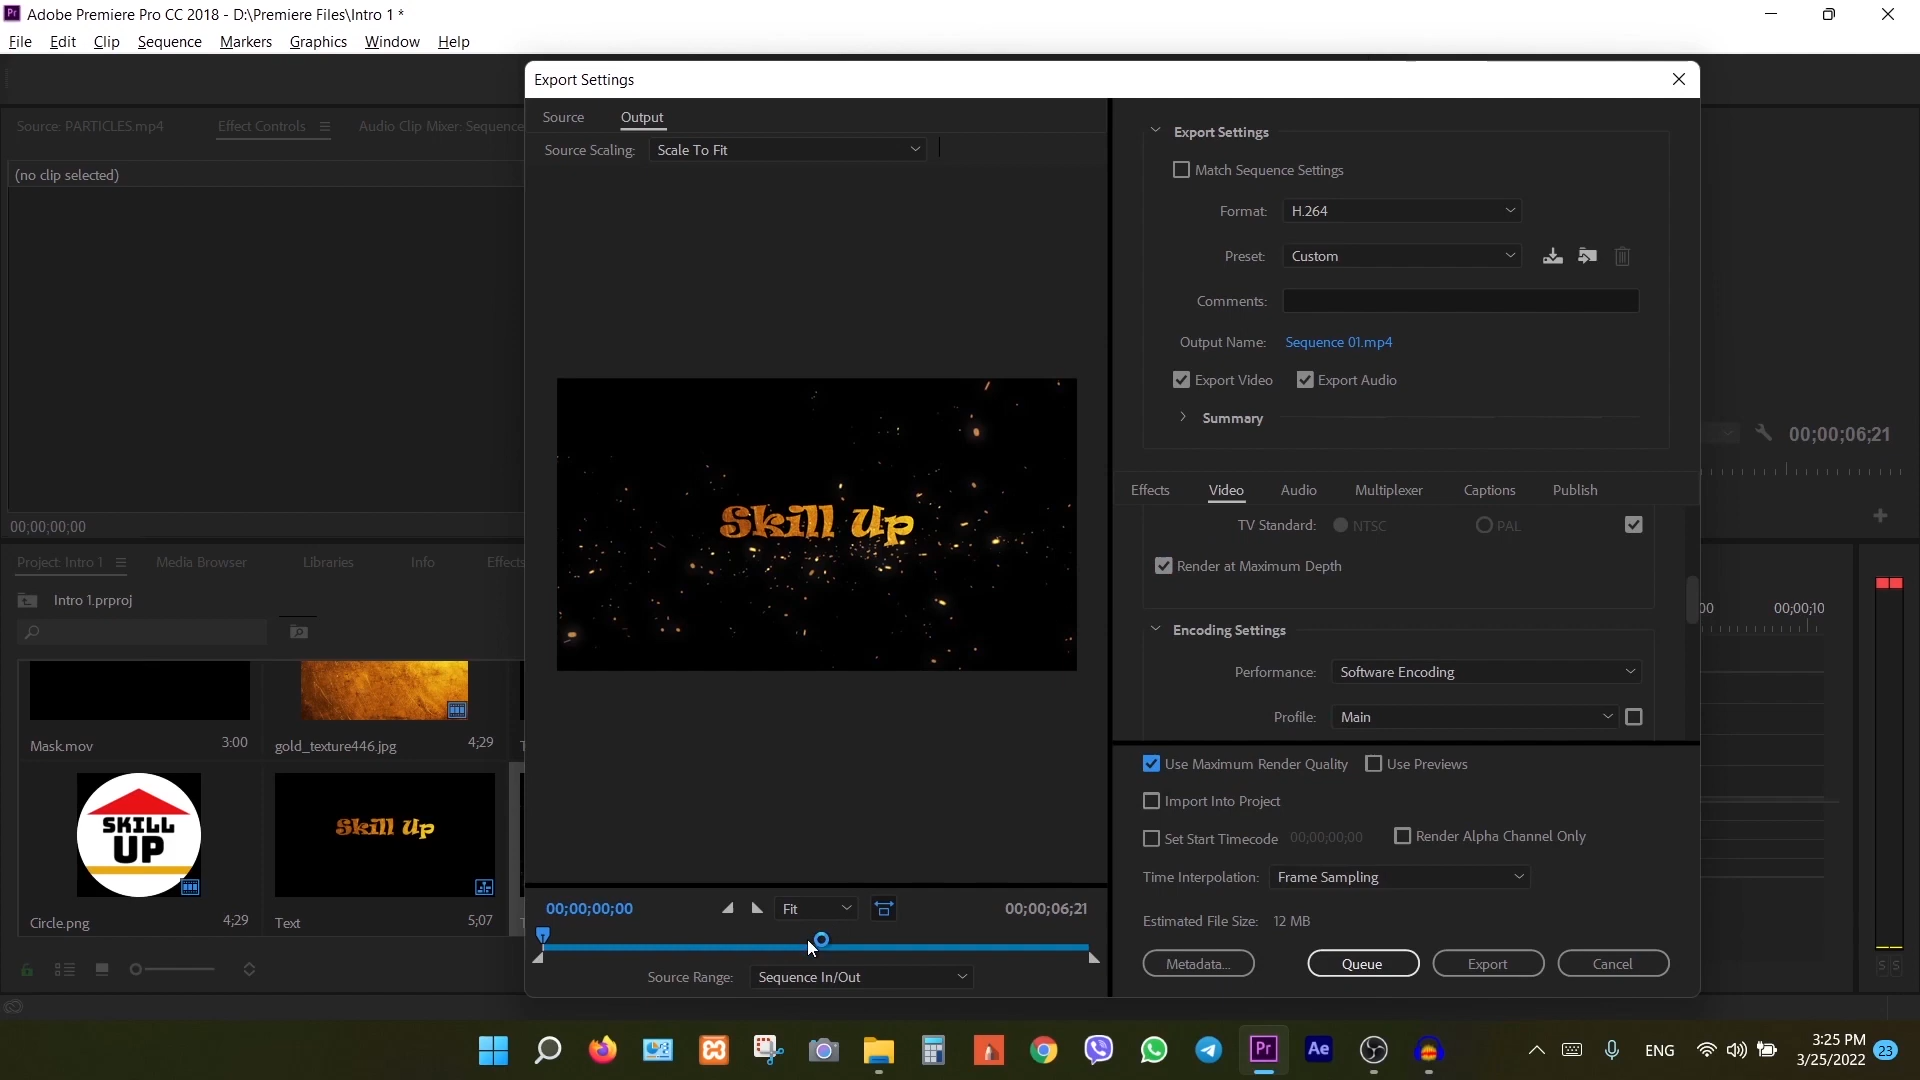 Adobe Premiere Pro CC 2018 - D:\Premiere Files\Intro 1 *
File Edit Clip Sequence Markers Graphics Window Help
Export Settings
Source: PARTICLES.mp4 Effect Controls Audio Clip Mixer: Sequence
(no clip selected)
00;00;00;00
Source Output
Source Scaling: Scale To Fit
Skill Up
Export Settings
Match Sequence Settings
Format: H.264
Preset: Custom
Comments:
Output Name: Sequence 01.mp4
Export Video Export Audio
Summary
00;00;06;21
Effects Video Audio Multiplexer Captions Publish
TV Standard: NTSC PAL
Render at Maximum Depth
Encoding Settings
Performance: Software Encoding
Profile: Main
00 00;00;10
Project: Intro 1 Media Browser Libraries Info Effects
Intro 1.prproj
Mask.mov 3:00
gold_texture446.jpg 4;29
SKILL
UP
Circle.png 4;29
Skill Up
Text 5;07
00;00;00;00 Fit 00;00;06;21
Source Range: Sequence In/Out
Use Maximum Render Quality Use Previews
Import Into Project
Set Start Timecode 00;00;00;00 Render Alpha Channel Only
Time Interpolation: Frame Sampling
Estimated File Size: 12 MB
Metadata... Queue Export Cancel
S S
Pr Ae
ENG
3:25 PM
3/25/2022
23